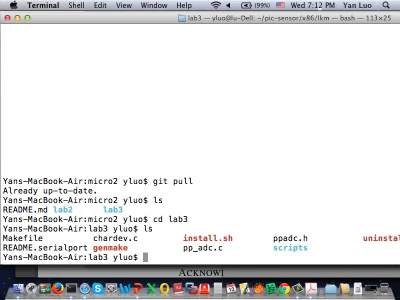 Terminal Shell Edit View Window Help (99%) Wed 7:12 PM Yan Luo
lab3 — yluo@lu-Dell: ~/pic-sensor/x86/lkm — bash — 113×25
Yans-MacBook-Air:micro2 yluo$ git pull
Already up-to-date.
Yans-MacBook-Air:micro2 yluo$ ls
README.md lab2 lab3
Yans-MacBook-Air:micro2 yluo$ cd lab3
Yans-MacBook-Air:lab3 yluo$ ls
Makefile chardev.c install.sh ppadc.h uninstal
README.serialport genmake pp_adc.c scripts
Yans-MacBook-Air:lab3 yluo$
ACKNOWL